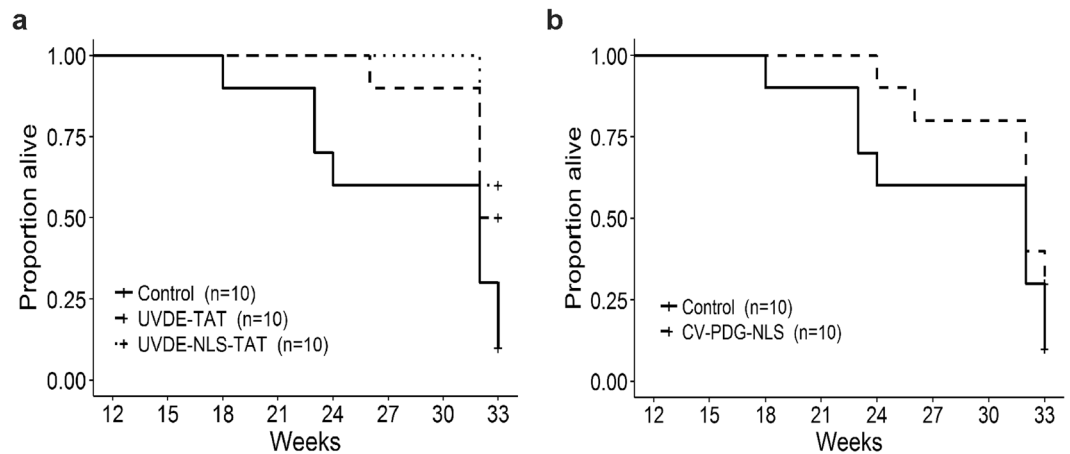 a
1.00
0.75
0.50
0.25
0.00
Proportion alive
Control (n=10)
UVDE-TAT (n=10)
UVDE-NLS-TAT (n=10)
12 15 18 21 24 27 30 33
Weeks
b
1.00
0.75
0.50
0.25
0.00
Proportion alive
Control (n=10)
CV-PDG-NLS (n=10)
12 15 18 21 24 27 30 33
Weeks